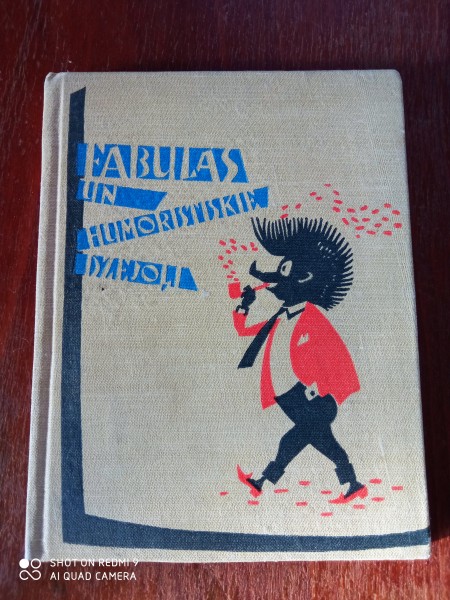 FABULAS
UN
HUMORISTISKIE
DZEJOĻI
SHOT ON REDMI 9
AI QUAD CAMERA